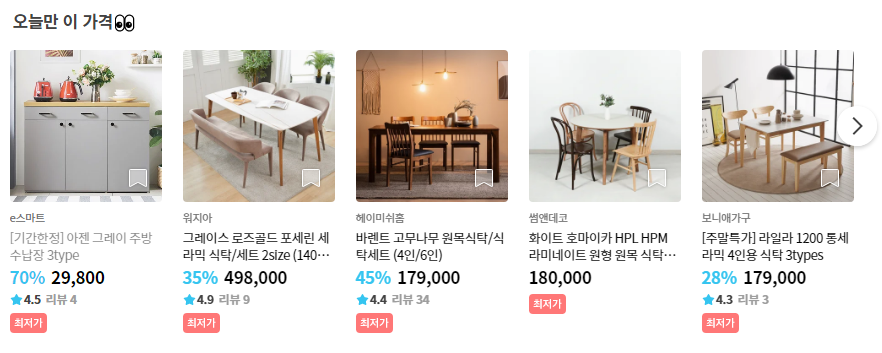 오늘만 이 가격👀
e스마트
[기간한정] 아젠 그레이 주방
수납장 3type
70% 29,800
4.5 리뷰 4
최저가
워지아
그레이스 로즈골드 포세린 세
라믹 식탁/세트 2size (140…
35% 498,000
4.9 리뷰 9
최저가
헤이미쉬홈
바렌트 고무나무 원목식탁/식
탁세트 (4인/6인)
45% 179,000
4.4 리뷰 34
최저가
썸앤데코
화이트 호마이카 HPL HPM
라미네이트 원형 원목 식탁…
180,000
최저가
보니애가구
[주말특가] 라일라 1200 통세
라믹 4인용 식탁 3types
28% 179,000
4.3 리뷰 3
최저가